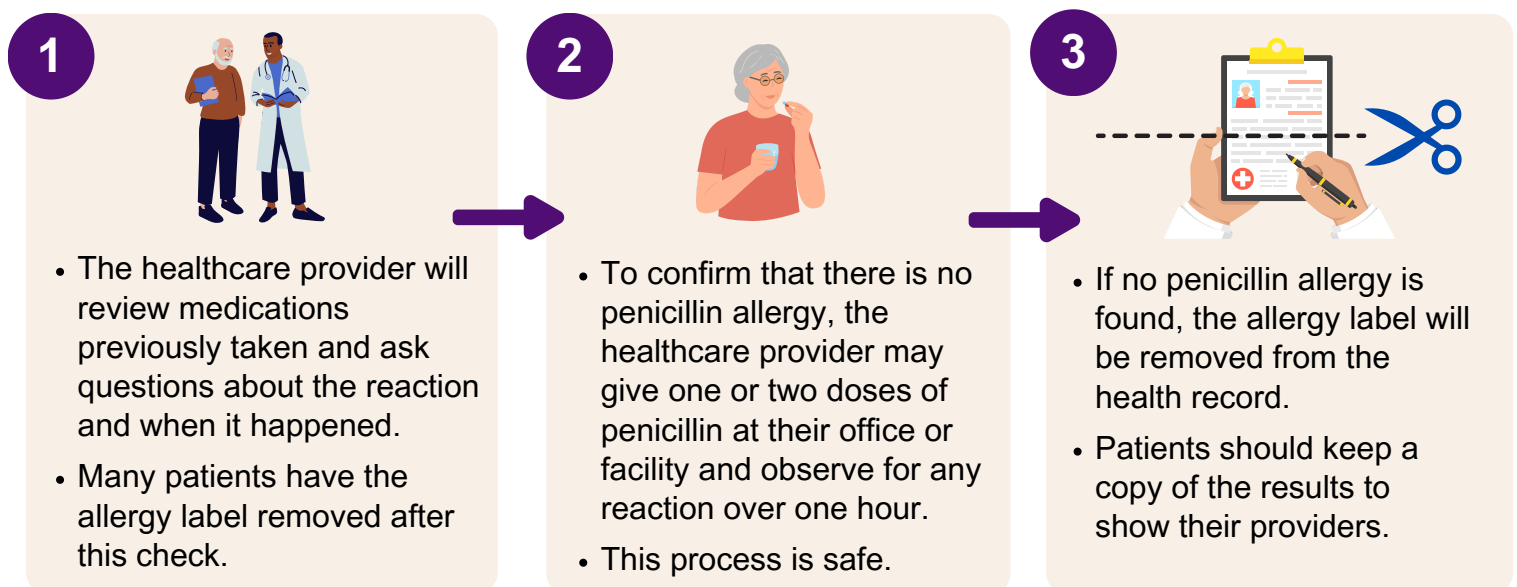 1
• The healthcare provider will
review medications
previously taken and ask
questions about the reaction
and when it happened.
• Many patients have the
allergy label removed after
this check.
2
• To confirm that there is no
penicillin allergy, the
healthcare provider may
give one or two doses of
penicillin at their office or
facility and observe for any
reaction over one hour.
• This process is safe.
3
• If no penicillin allergy is
found, the allergy label will
be removed from the
health record.
• Patients should keep a
copy of the results to
show their providers.